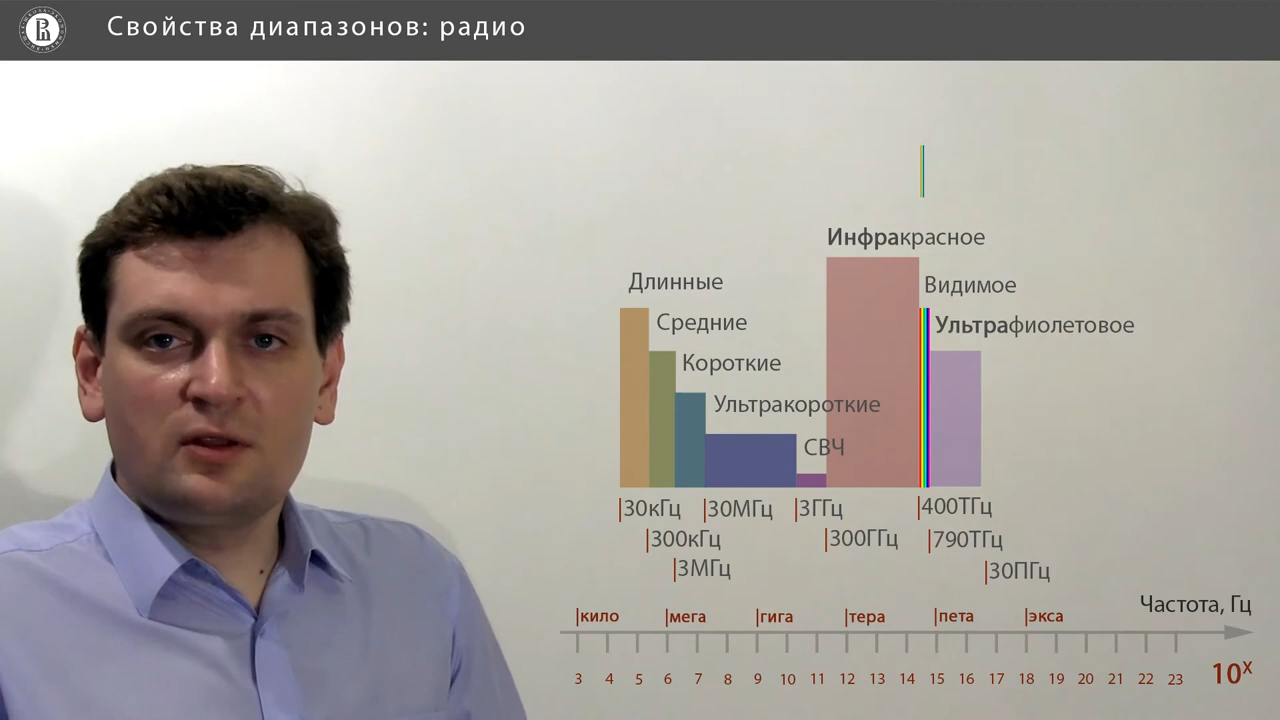 Свойства диапазонов: радио
Инфракрасное
Длинные
Видимое
Средние
Ультрафиолетовое
Короткие
Ультракороткие
СВЧ
|30кГц |30МГц |3ГГц |400ТГц
|300кГц |300ГГц |790ТГц
|3МГц |30ПГц
Частота, Гц
|кило |мега |гига |тера |пета |экса
3 4 5 6 7 8 9 10 11 12 13 14 15 16 17 18 19 20 21 22 23
10^X